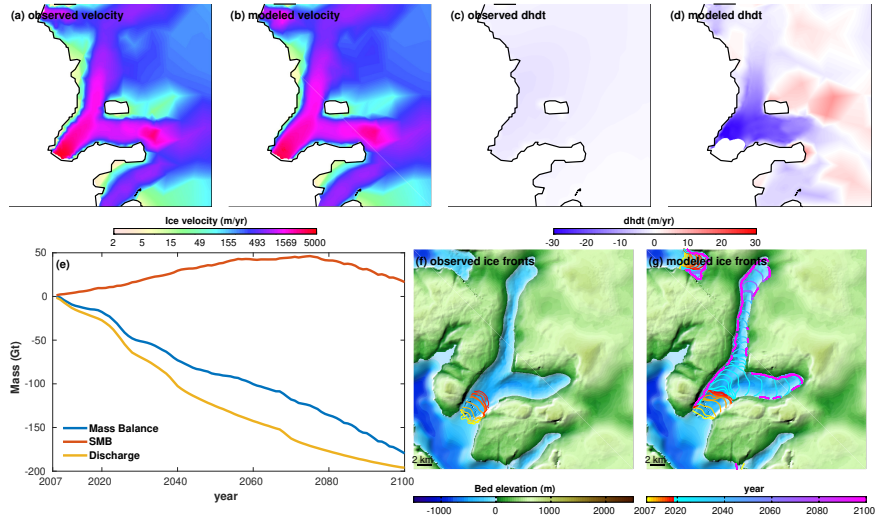 (a) observed velocity
(b) modeled velocity
(c) observed dhdt
(d) modeled dhdt
Ice velocity (m/yr)
2 5 15 49 155 493 1569 5000
dhdt (m/yr)
-30 -20 -10 0 10 20 30
(e)
50
0
-50
-100
-150
-200
Mass (Gt)
Mass Balance
SMB
Discharge
2007 2020 2040 2060 2080 2100
year
(f) observed ice fronts
2 km
(g) modeled ice fronts
2 km
Bed elevation (m)
-1000 0 1000 2000
year
2007 2020 2040 2060 2080 2100